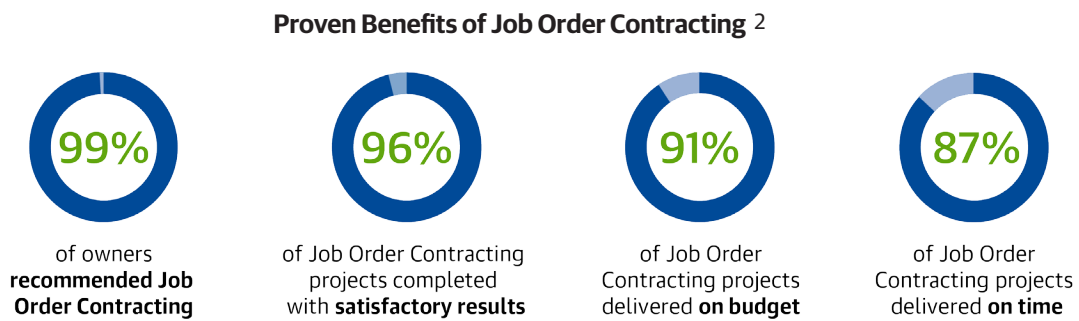 Proven Benefits of Job Order Contracting 2
99%
of owners
recommended Job
Order Contracting
96%
of Job Order Contracting
projects completed
with satisfactory results
91%
of Job Order
Contracting projects
delivered on budget
87%
of Job Order
Contracting projects
delivered on time